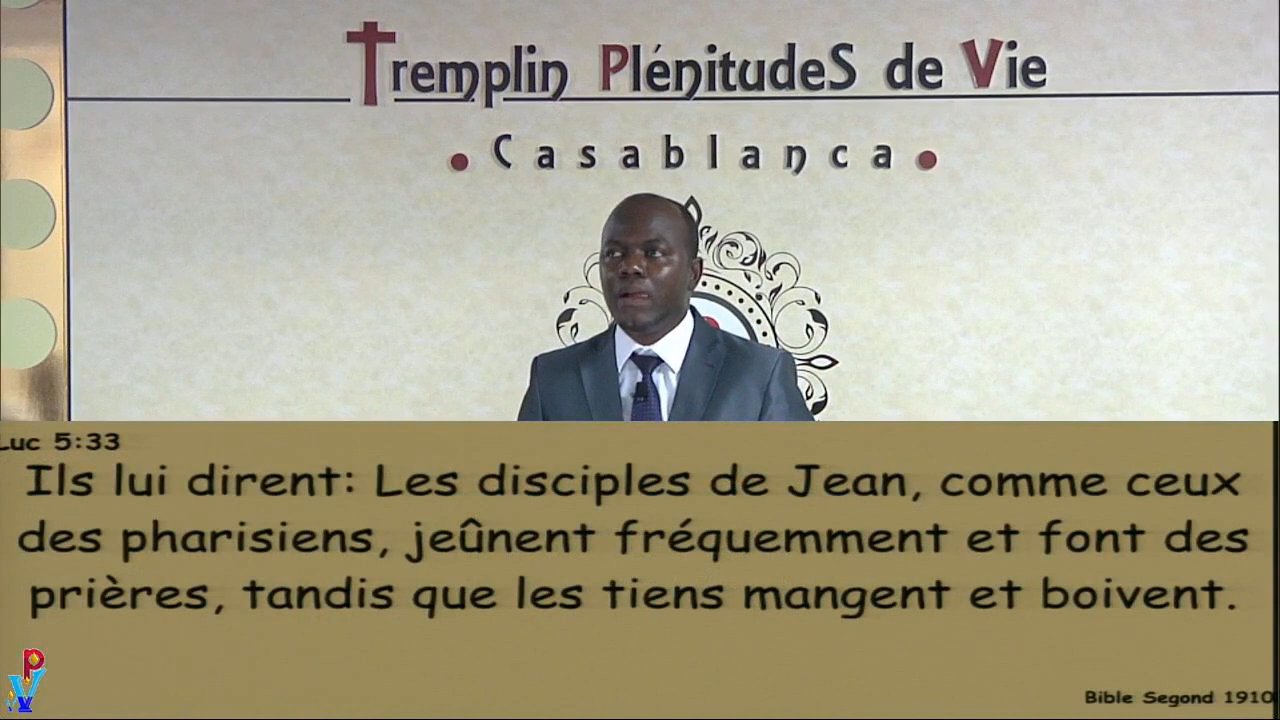 Tremplin PlénitudeS de Vie
Casablanca
Luc 5:33
Ils lui dirent: Les disciples de Jean, comme ceux
des pharisiens, jeûnent fréquemment et font des
prières, tandis que les tiens mangent et boivent.
PV
Bible Segond 1910